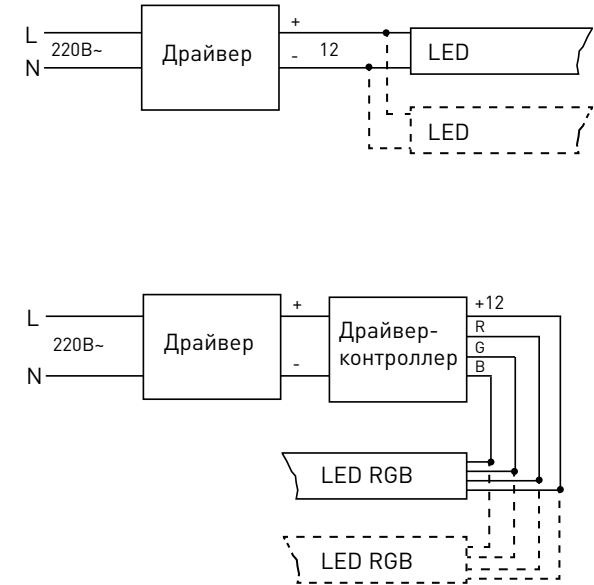 L
220В~
N
Драйвер
+
-
12
LED
LED
L
220В~
N
Драйвер
+
-
Драйвер-
контроллер
+12
R
G
B
LED RGB
LED RGB